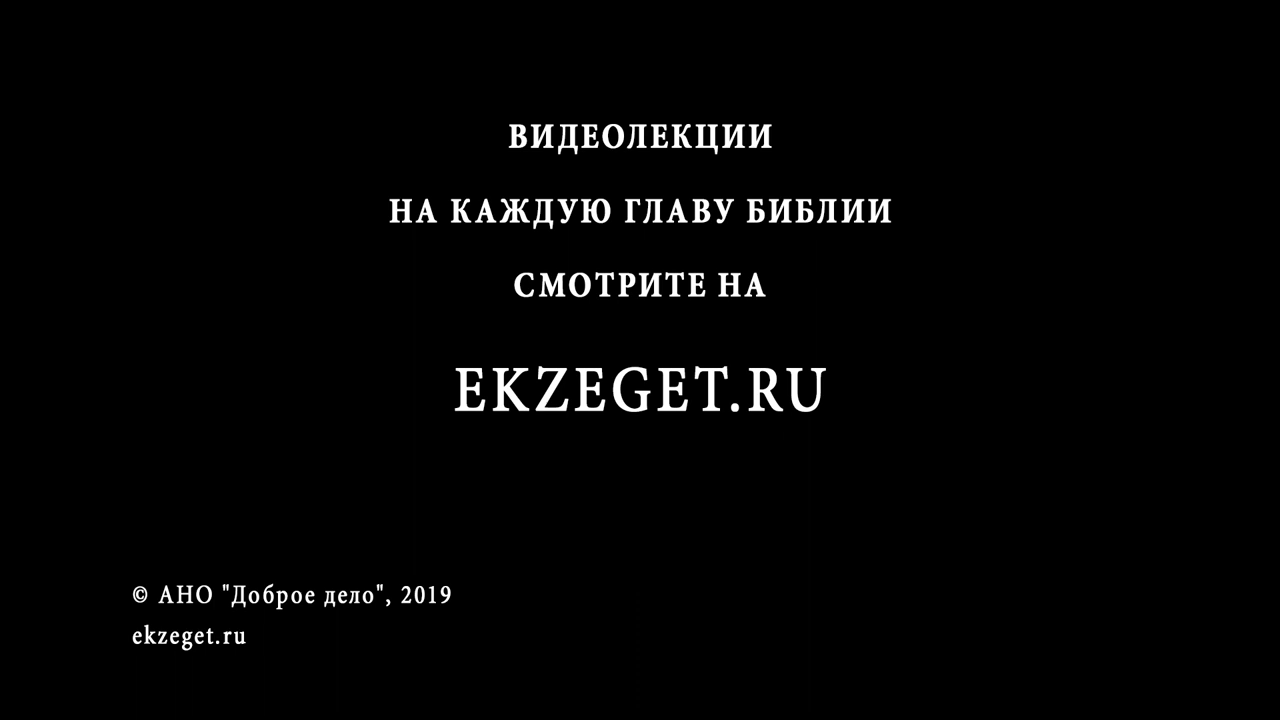 ВИДЕОЛЕКЦИИ
НА КАЖДУЮ ГЛАВУ БИБЛИИ
СМОТРИТЕ НА
EKZEGET.RU
© АНО "Доброе дело", 2019
ekzeget.ru